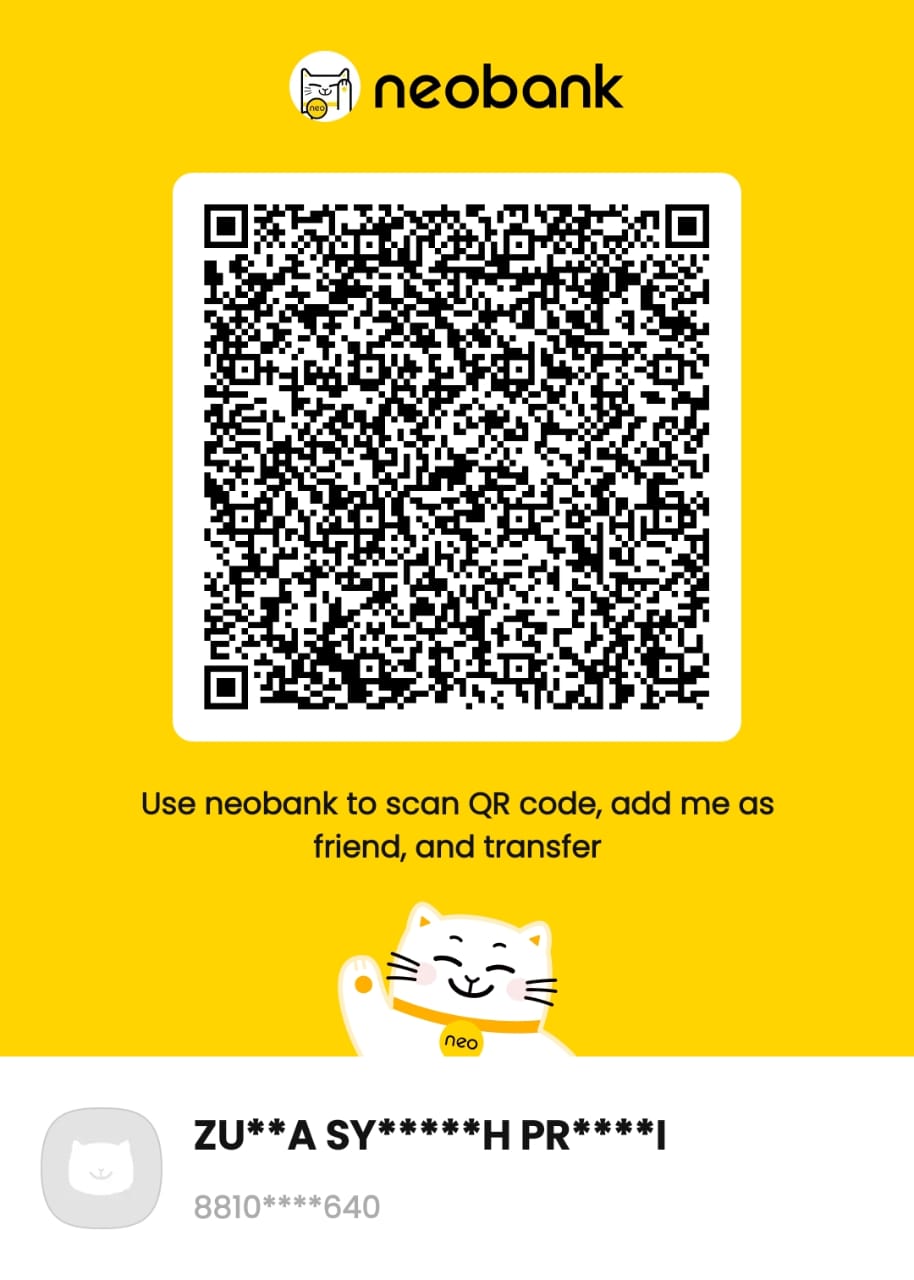 neo
neobank
Use neobank to scan QR code, add me as
friend, and transfer
neo
ZU**A SY*****H PR****I
8810****640